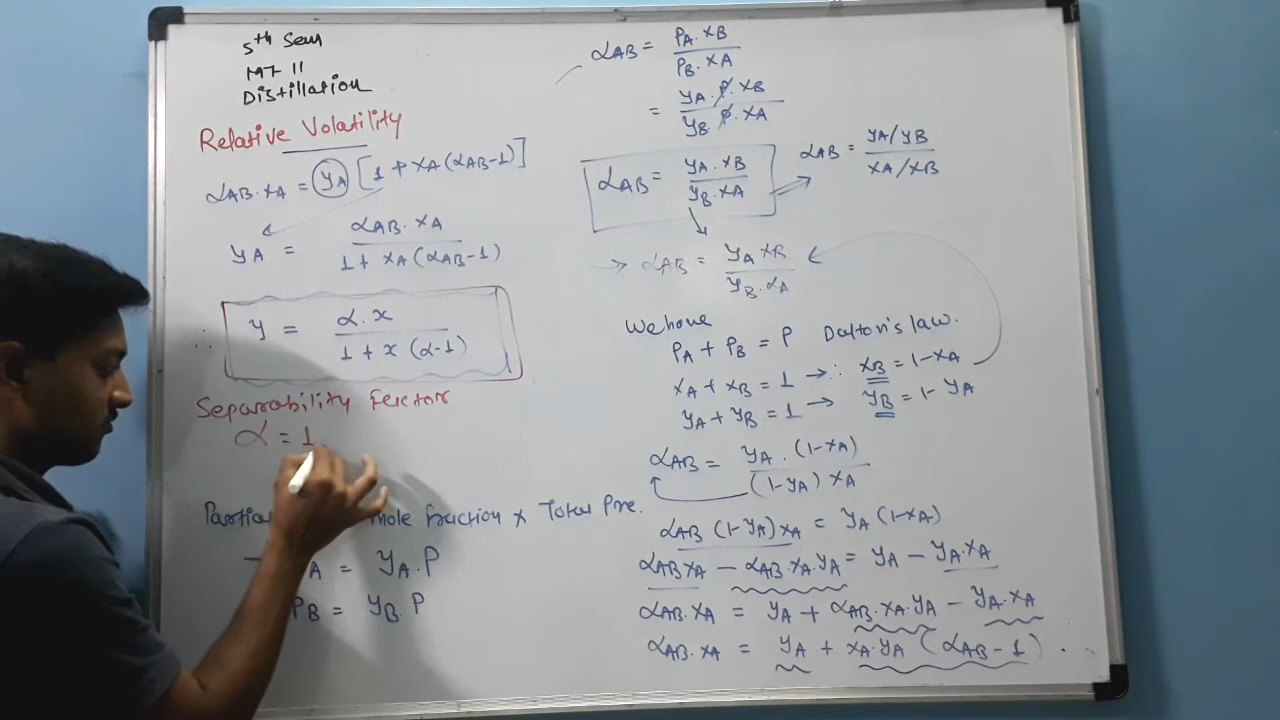 5th Sem
MT II
Distillation
Relative Volatility
αAB·xA = yA [1 + xA(αAB-1)]
yA = αAB·xA / 1 + xA(αAB-1)
∴ y = α·x / 1 + x(α-1)
Separability Factor
α = 1
Partial mole fraction × Total Pre.
A = yA·P
PB = yB·P
αAB = PA·xB / PB·xA
= yA·P·xB / yB·P·xA
αAB = yA·xB / yB·xA
αAB = yA/yB / xA/xB
→ αAB = yA xB / yB·xA
We have
PA + PB = P Dalton's law.
xA + xB = 1 → ∴ xB = 1-xA
yA + yB = 1 → yB = 1-yA
αAB = yA·(1-xA) / (1-yA)xA
αAB(1-yA)xA = yA(1-xA)
αAB xA - αAB·xA·yA = yA - yA·xA
αAB·xA = yA + αAB·xA·yA - yA·xA
αAB·xA = yA + xA·yA (αAB-1).